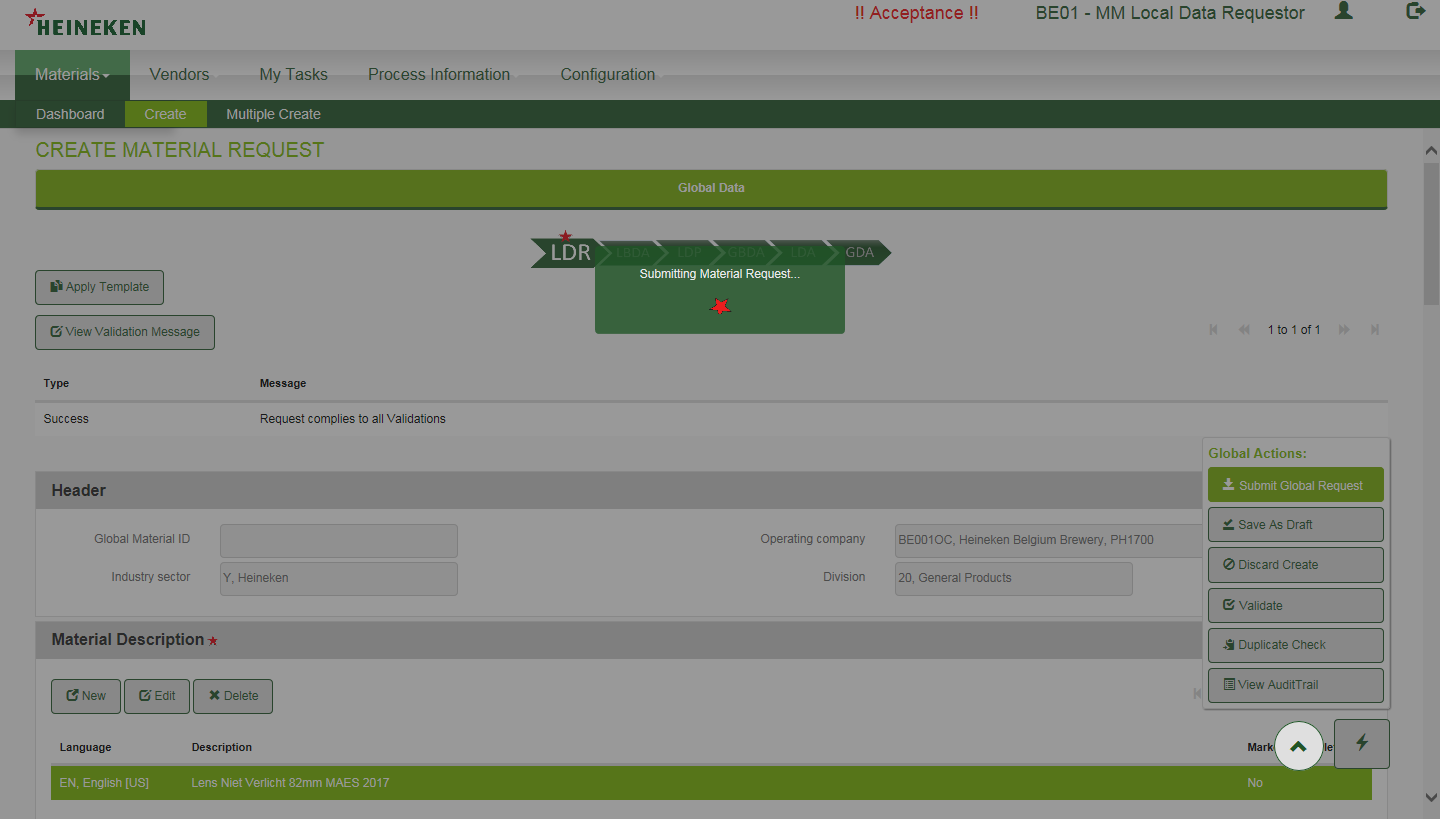 HEINEKEN
!! Acceptance !!
BE01 - MM Local Data Requestor
Materials
Vendors
My Tasks
Process Information
Configuration
Dashboard
Create
Multiple Create
CREATE MATERIAL REQUEST
Global Data
LDR
LBDA
LDP
GBDA
LDA
GDA
Submitting Material Request...
Apply Template
View Validation Message
1 to 1 of 1
Type
Message
Success
Request complies to all Validations
Global Actions:
Submit Global Request
Save As Draft
Discard Create
Validate
Duplicate Check
View AuditTrail
Header
Global Material ID
Operating company
BE001OC, Heineken Belgium Brewery, PH1700
Industry sector
Y, Heineken
Division
20, General Products
Material Description
New
Edit
Delete
Language
Description
EN, English [US]
Lens Niet Verlicht 82mm MAES 2017
No